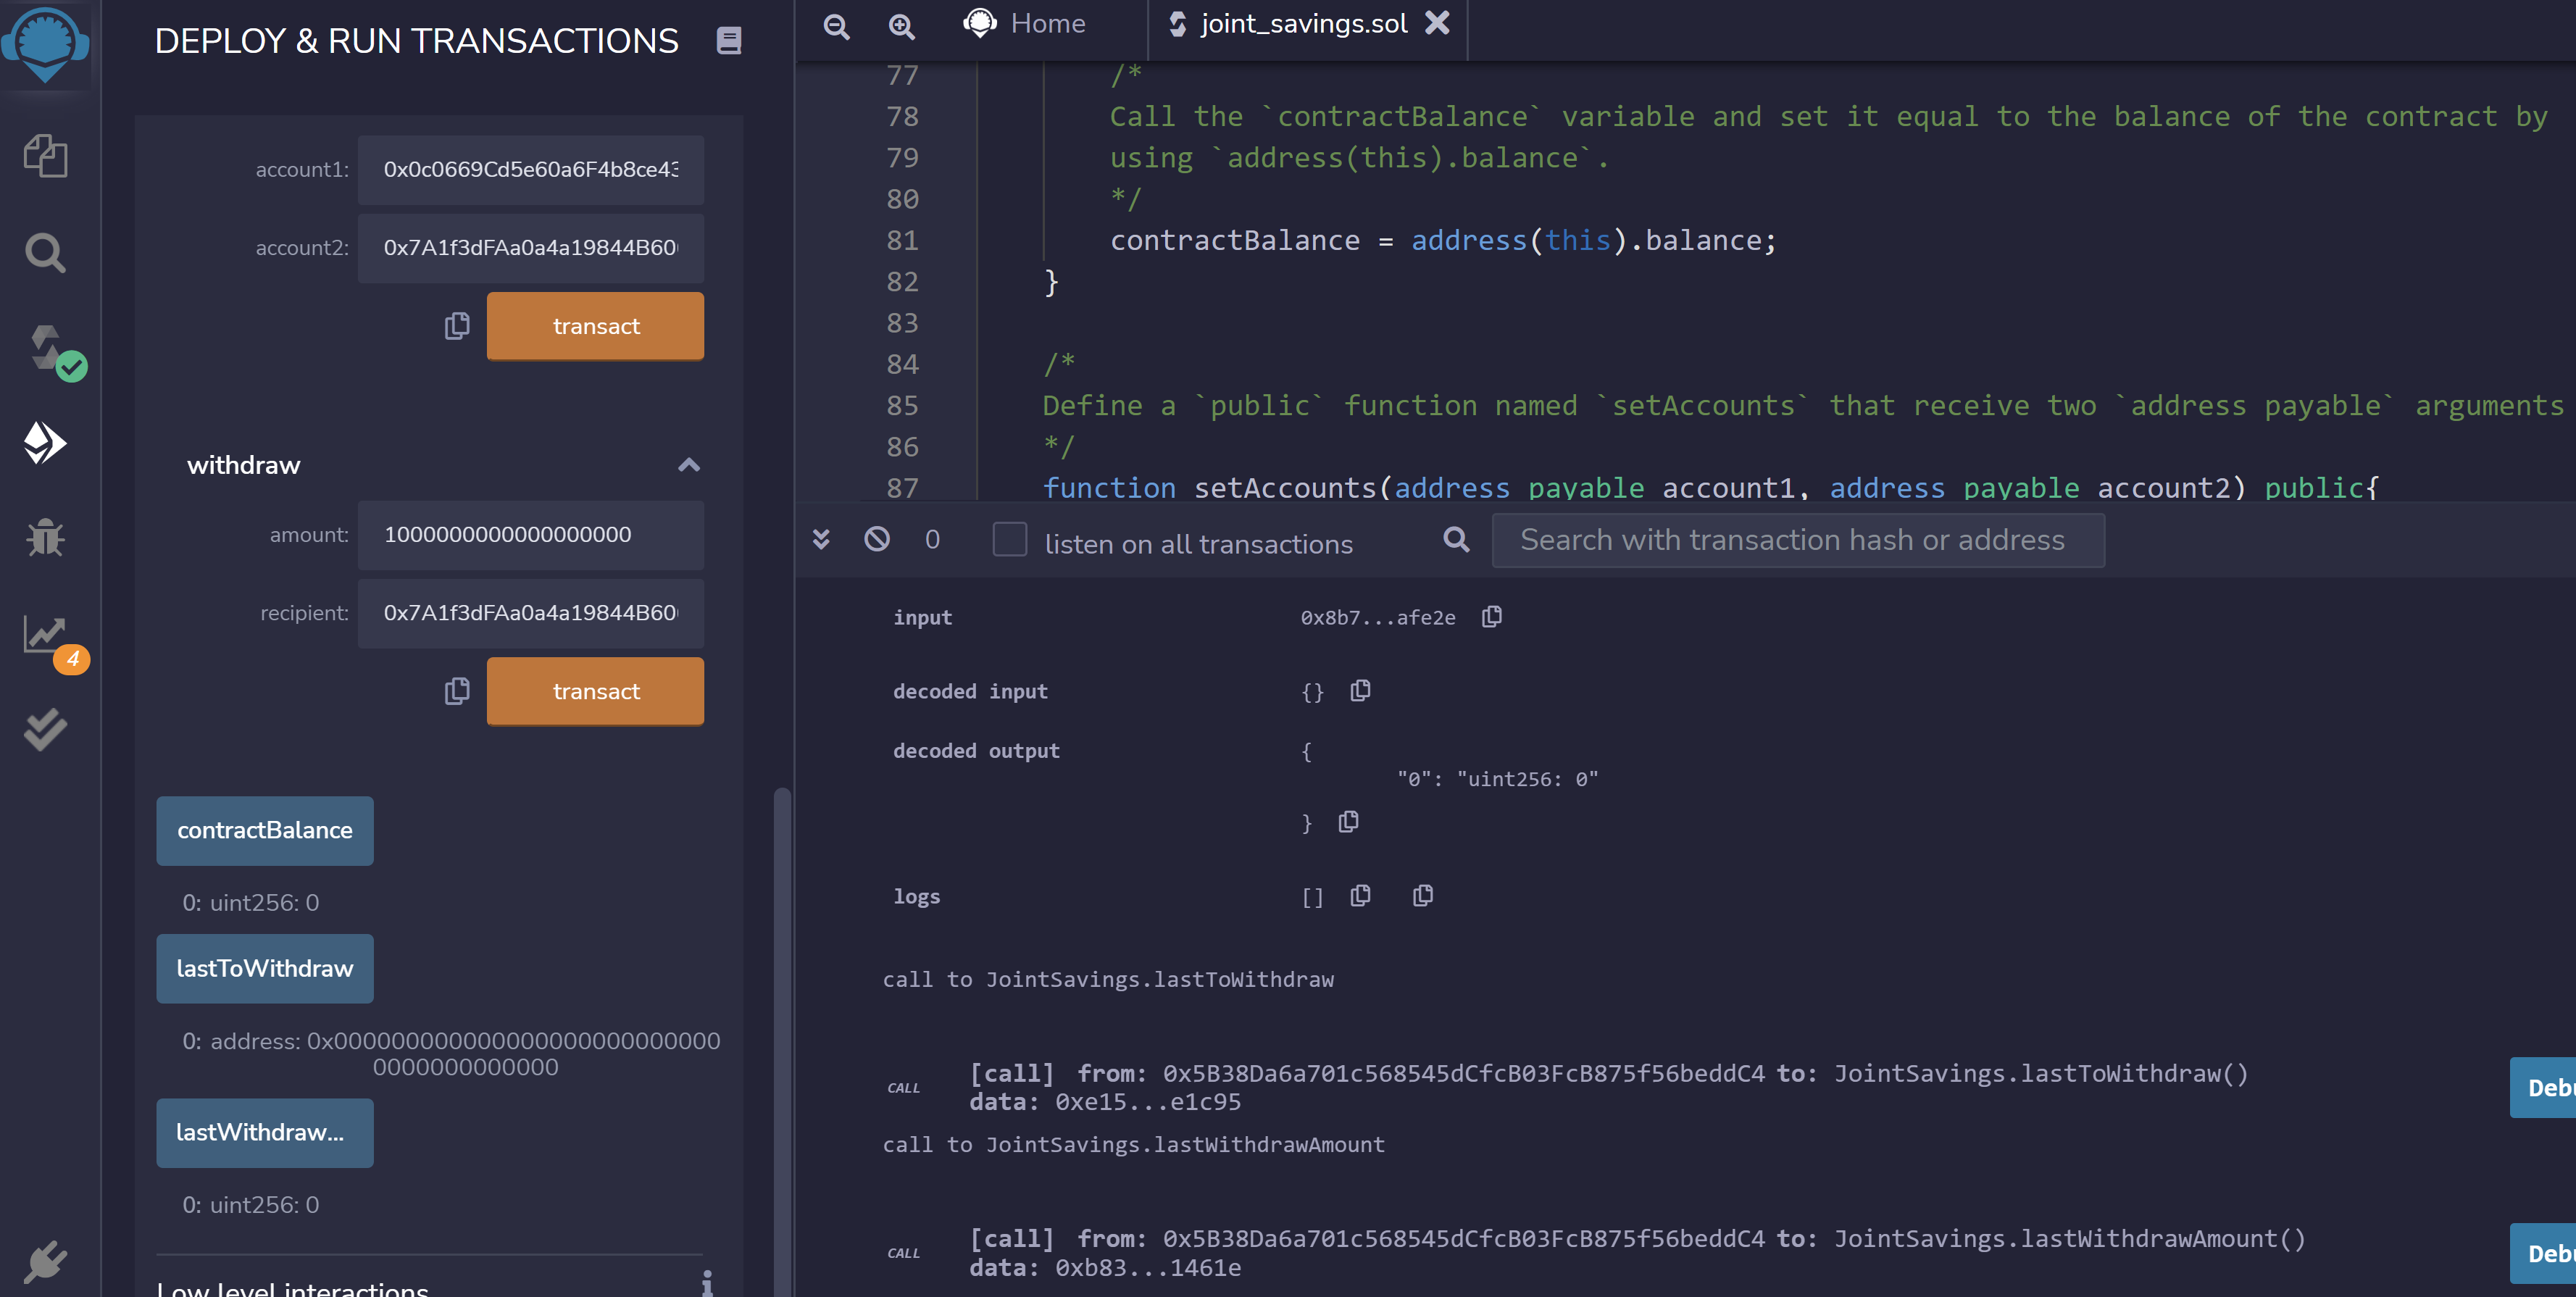 DEPLOY & RUN TRANSACTIONS
account1:
0x0c0669Cd5e60a6F4b8ce43
account2:
0x7A1f3dFAa0a4a19844B60
transact
withdraw
amount:
1000000000000000000
recipient:
0x7A1f3dFAa0a4a19844B60
transact
contractBalance
0: uint256: 0
lastToWithdraw
0: address: 0x000000000000000000000000000
0000000000000
lastWithdraw...
0: uint256: 0
Low level interactions
4
Home
joint_savings.sol
77 /*
78 Call the `contractBalance` variable and set it equal to the balance of the contract by
79 using `address(this).balance`.
80 */
81 contractBalance = address(this).balance;
82 }
83
84 /*
85 Define a `public` function named `setAccounts` that receive two `address payable` arguments
86 */
87 function setAccounts(address payable account1, address payable account2) public{
0
listen on all transactions
Search with transaction hash or address
input 0x8b7...afe2e
decoded input {}
decoded output {
"0": "uint256: 0"
}
logs []
call to JointSavings.lastToWithdraw
CALL
[call] from: 0x5B38Da6a701c568545dCfcB03FcB875f56beddC4 to: JointSavings.lastToWithdraw()
data: 0xe15...e1c95
Debu
call to JointSavings.lastWithdrawAmount
CALL
[call] from: 0x5B38Da6a701c568545dCfcB03FcB875f56beddC4 to: JointSavings.lastWithdrawAmount()
data: 0xb83...1461e
Debu